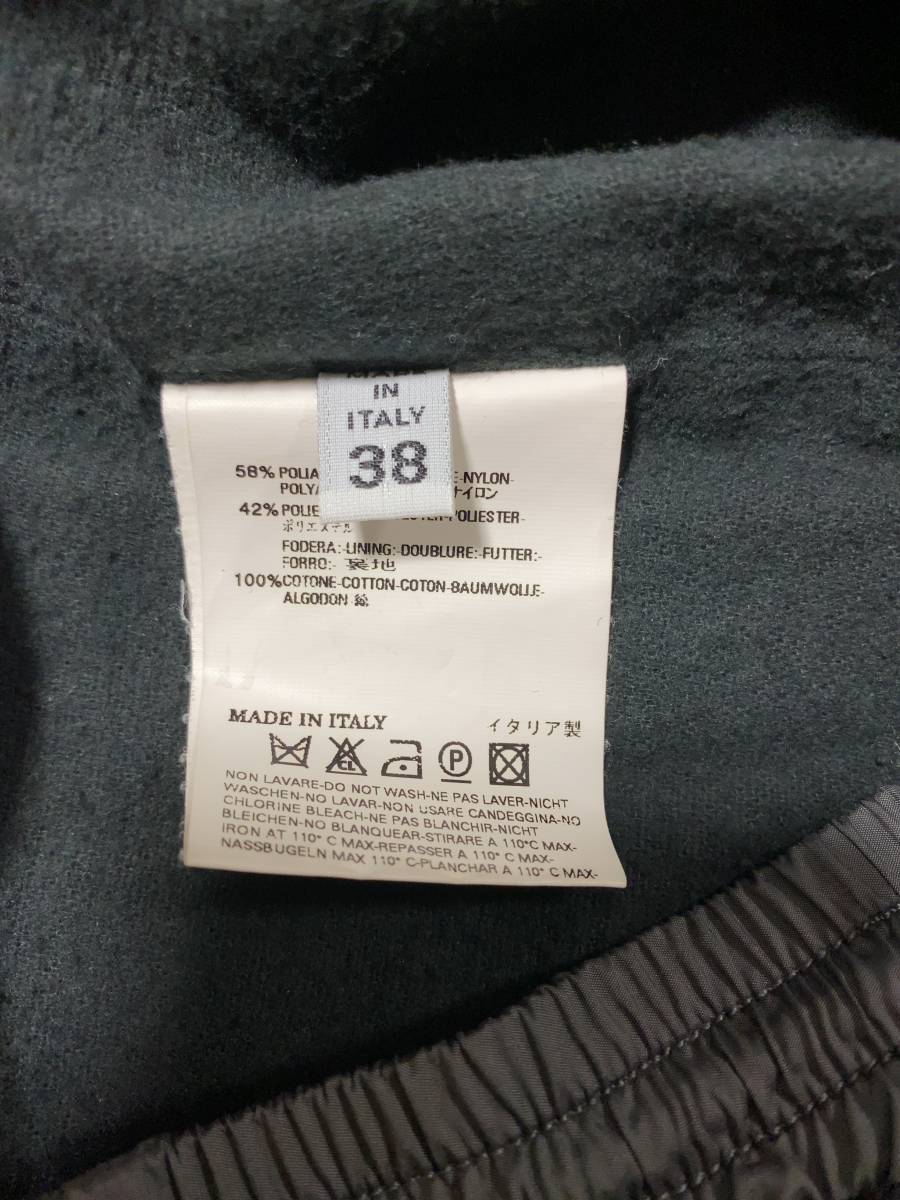 IN
ITALY
38
58% POLIA -NYLON-
POLY ナイロン
42% POLIE POLIESTER-
ポリエステル
FODERA:-LINING:-DOUBLURE:-FUTTER:-
FORRO:- 裏地
100% COTONE-COTTON-COTON-BAUMWOLLE-
ALGODON 綿
MADE IN ITALY イタリア製
CL P
NON LAVARE-DO NOT WASH-NE PAS LAVER-NICHT
WASCHEN-NO LAVAR-NON USARE CANDEGGINA-NO
CHLORINE BLEACH-NE PAS BLANCHIR-NICHT
BLEICHEN-NO BLANQUEAR-STIRARE A 110°C MAX-
IRON AT 110° C MAX-REPASSER A 110° C MAX-
NASSBUGELN MAX 110° C-PLANCHAR A 110° C MAX-